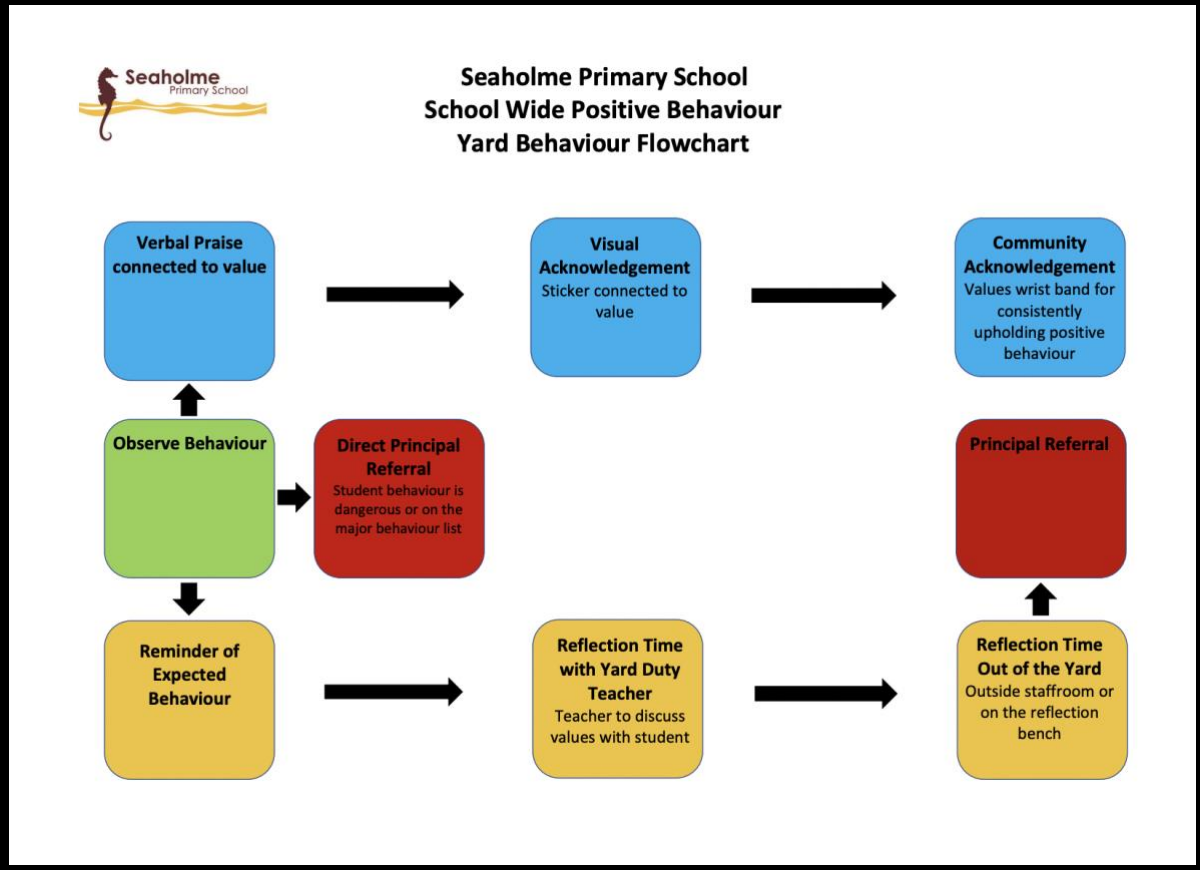 Seaholme
Primary School
Seaholme Primary School
School Wide Positive Behaviour
Yard Behaviour Flowchart
Verbal Praise
connected to value
Visual
Acknowledgement
Sticker connected to
value
Community
Acknowledgement
Values wrist band for
consistently
upholding positive
behaviour
Observe Behaviour
Direct Principal
Referral
Student behaviour is
dangerous or on the
major behaviour list
Principal Referral
Reminder of
Expected
Behaviour
Reflection Time
with Yard Duty
Teacher
Teacher to discuss
values with student
Reflection Time
Out of the Yard
Outside staffroom or
on the reflection
bench